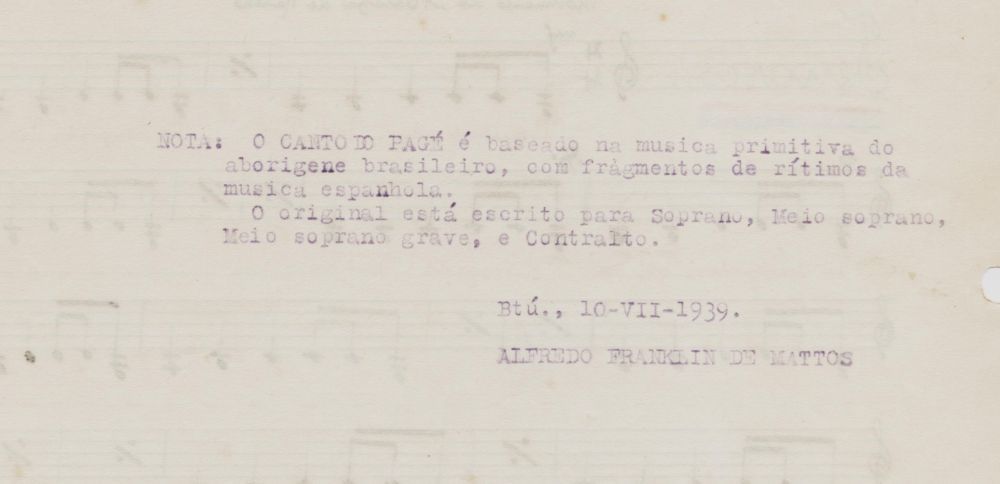 NOTA: O CANTO DO PAGÉ é baseado na musica primitiva do
aborigene brasileiro, com fràgmentos de rítimos da
musica espanhola.
O original está escrito para Soprano, Meio soprano,
Meio soprano grave, e Contralto.
Btú., 10-VII-1939.
ALFREDO FRANKLIN DE MATTOS